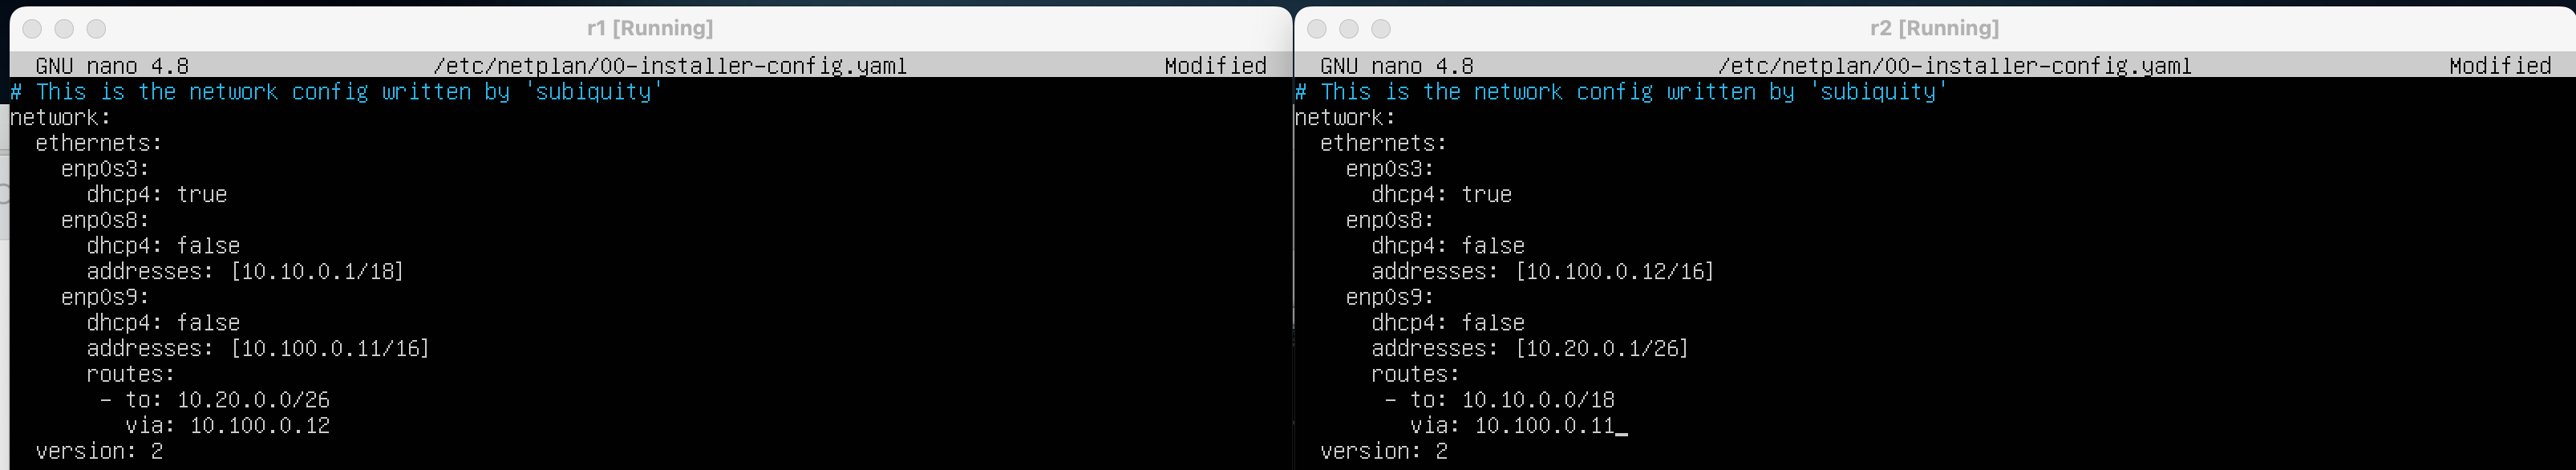 r1 [Running]
GNU nano 4.8 /etc/netplan/00-installer-config.yaml Modified
# This is the network config written by 'subiquity'
network:
  ethernets:
    enp0s3:
      dhcp4: true
    enp0s8:
      dhcp4: false
      addresses: [10.10.0.1/18]
    enp0s9:
      dhcp4: false
      addresses: [10.100.0.11/16]
      routes:
       - to: 10.20.0.0/26
         via: 10.100.0.12
  version: 2
r2 [Running]
GNU nano 4.8 /etc/netplan/00-installer-config.yaml Modified
# This is the network config written by 'subiquity'
network:
  ethernets:
    enp0s3:
      dhcp4: true
    enp0s8:
      dhcp4: false
      addresses: [10.100.0.12/16]
    enp0s9:
      dhcp4: false
      addresses: [10.20.0.1/26]
      routes:
       - to: 10.10.0.0/18
         via: 10.100.0.11
  version: 2